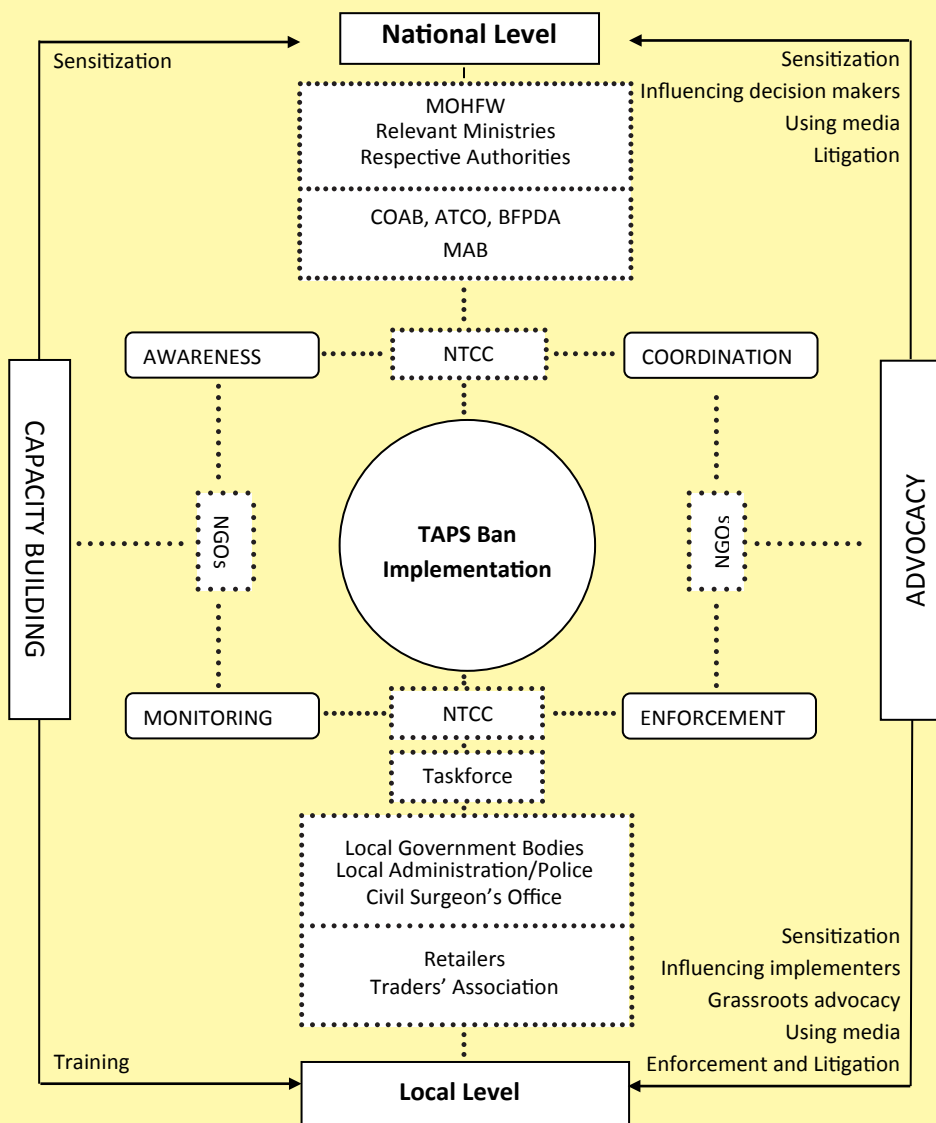 National Level
Sensitization
Sensitization
Influencing decision makers
Using media
Litigation
MOHFW
Relevant Ministries
Respective Authorities
COAB, ATCO, BFPDA
MAB
AWARENESS
NTCC
COORDINATION
CAPACITY BUILDING
NGOs
TAPS Ban
Implementation
NGOs
ADVOCACY
MONITORING
NTCC
ENFORCEMENT
Taskforce
Local Government Bodies
Local Administration/Police
Civil Surgeon’s Office
Retailers
Traders’ Association
Sensitization
Influencing implementers
Grassroots advocacy
Using media
Enforcement and Litigation
Training
Local Level